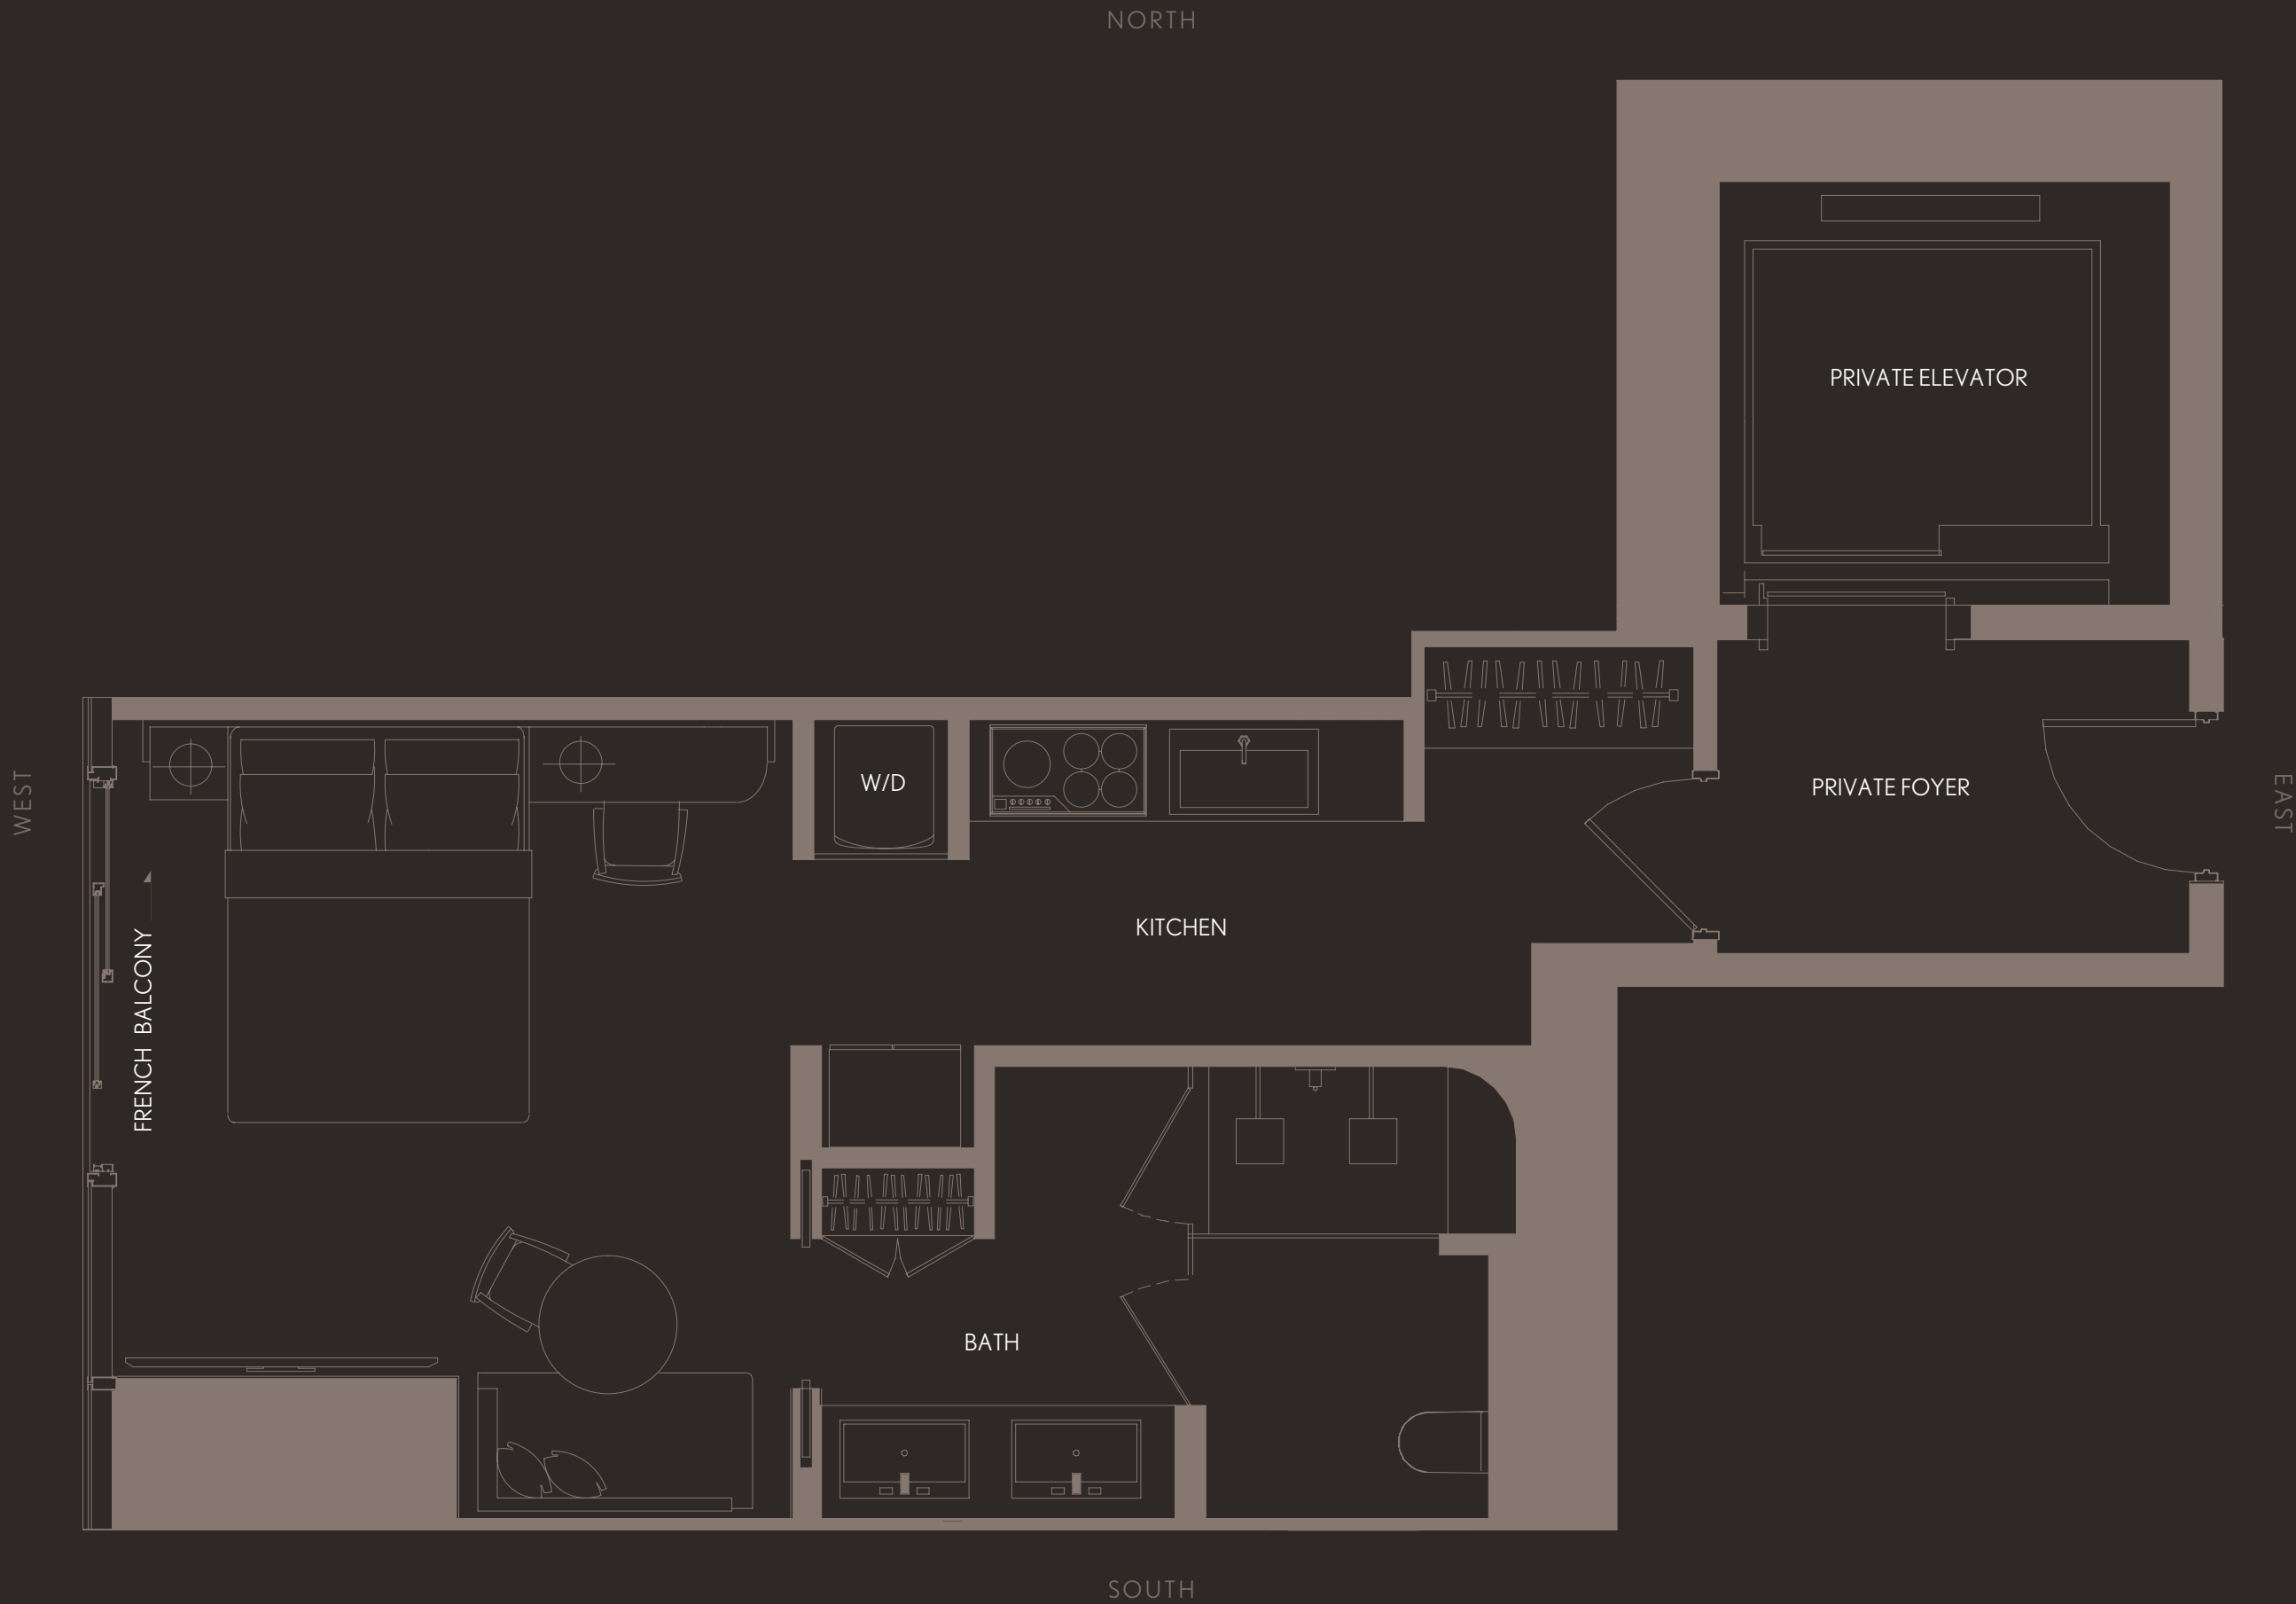 NORTH
PRIVATE ELEVATOR
WEST
W/D
PRIVATE FOYER
EAST
KITCHEN
FRENCH BALCONY
BATH
SOUTH